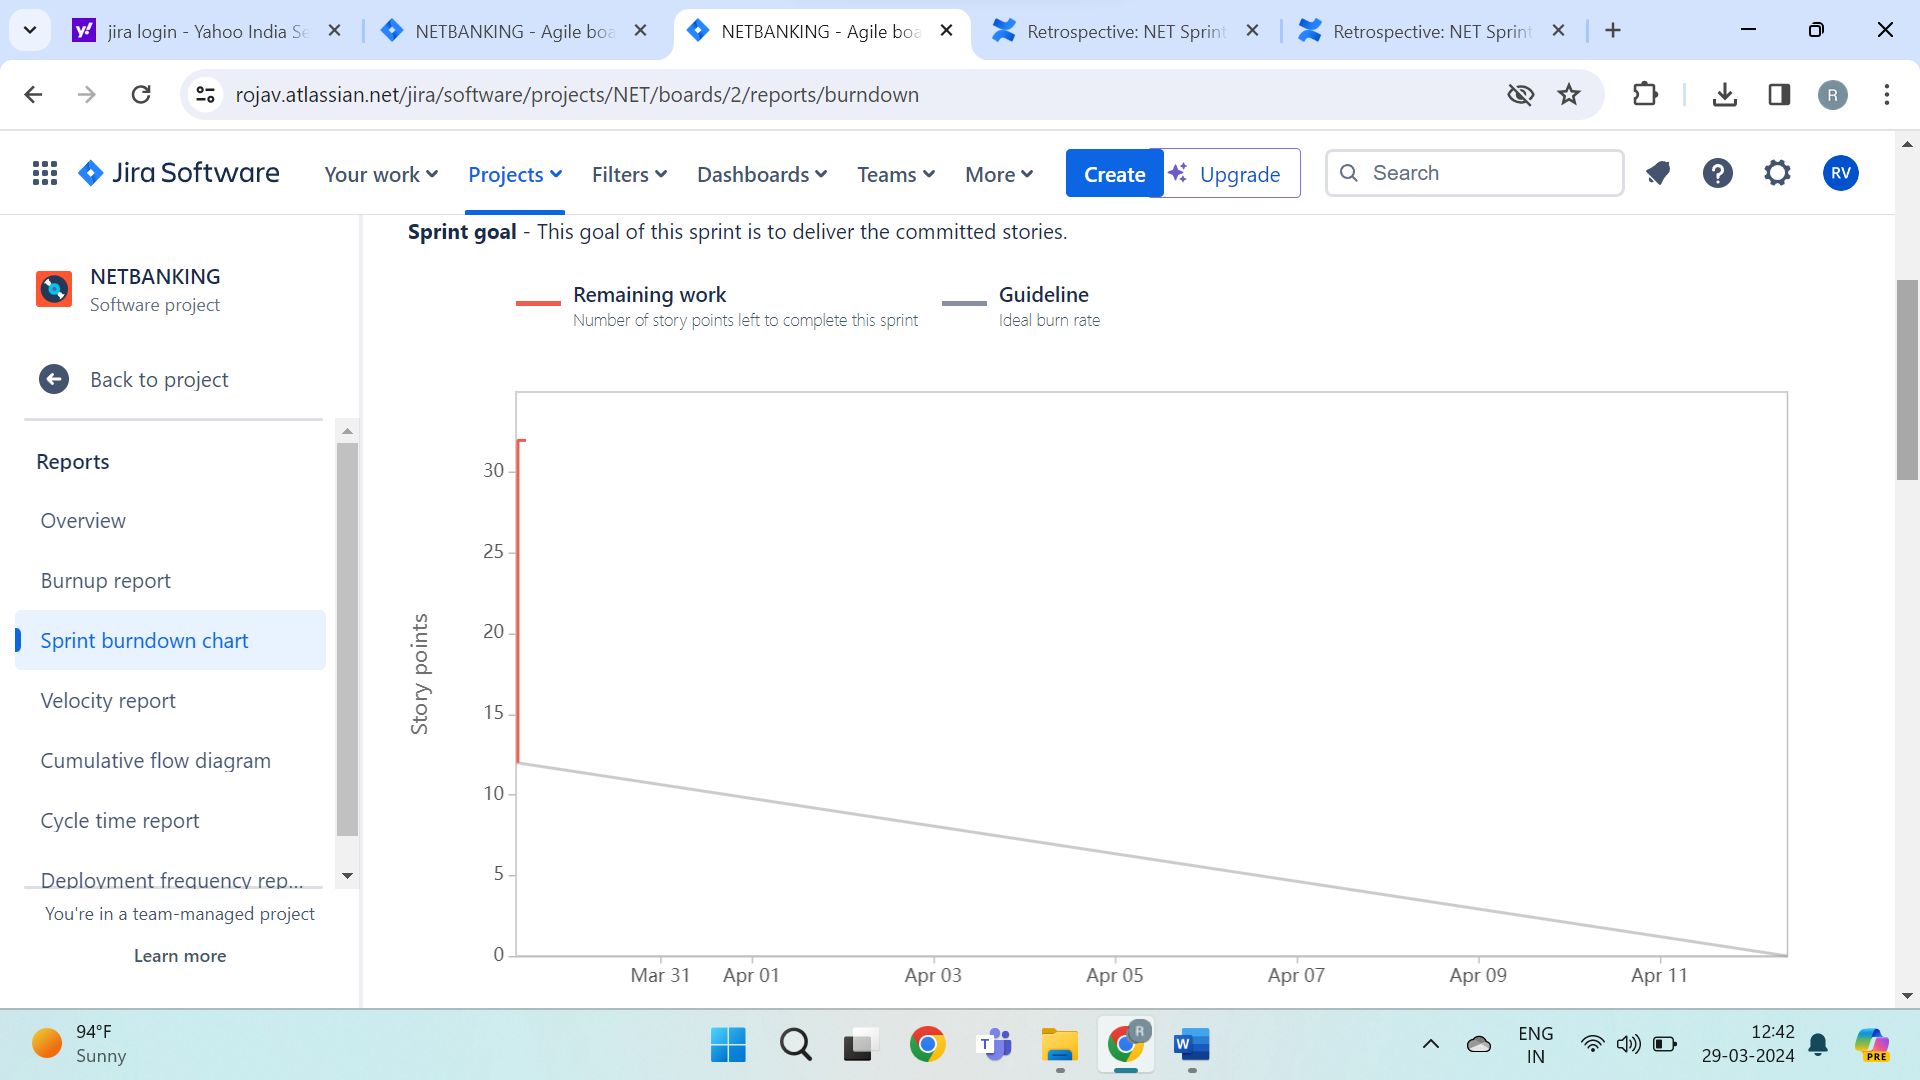 jira login - Yahoo India Se
NETBANKING - Agile boa
NETBANKING - Agile boa
Retrospective: NET Sprint
Retrospective: NET Sprint
rojav.atlassian.net/jira/software/projects/NET/boards/2/reports/burndown
R
Jira Software
Your work
Projects
Filters
Dashboards
Teams
More
Create
Upgrade
Search
RV
Sprint goal - This goal of this sprint is to deliver the committed stories.
NETBANKING
Software project
Back to project
Reports
Overview
Burnup report
Sprint burndown chart
Velocity report
Cumulative flow diagram
Cycle time report
Deployment frequency rep...
You're in a team-managed project
Learn more
Remaining work
Number of story points left to complete this sprint
Guideline
Ideal burn rate
Story points
30
25
20
15
10
5
0
Mar 31
Apr 01
Apr 03
Apr 05
Apr 07
Apr 09
Apr 11
94°F
Sunny
T
R
W
ENG
IN
12:42
29-03-2024
PRE